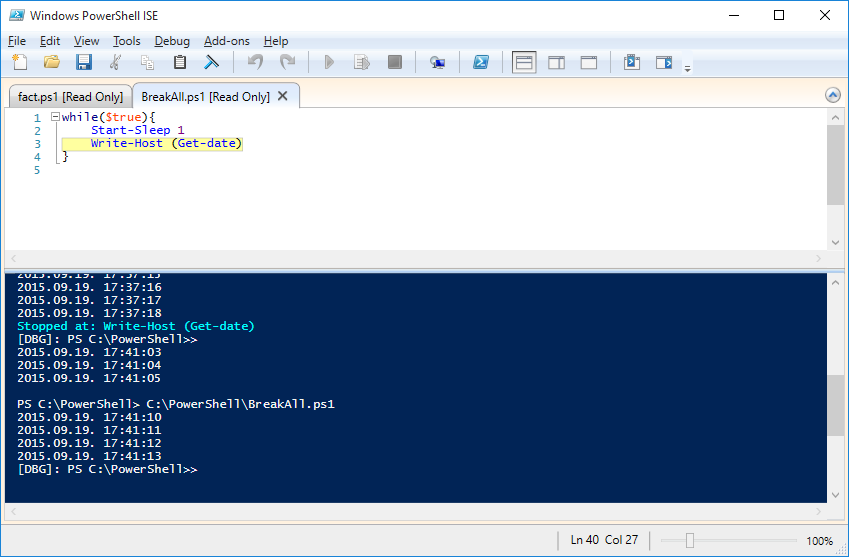 Windows PowerShell ISE
File Edit View Tools Debug Add-ons Help
fact.ps1 [Read Only] BreakAll.ps1 [Read Only]
1 while($true){
2 Start-Sleep 1
3 Write-Host (Get-date)
4 }
5
2015.09.19. 17:37:15
2015.09.19. 17:37:16
2015.09.19. 17:37:17
2015.09.19. 17:37:18
Stopped at: Write-Host (Get-date)
[DBG]: PS C:\PowerShell>>
2015.09.19. 17:41:03
2015.09.19. 17:41:04
2015.09.19. 17:41:05
PS C:\PowerShell> C:\PowerShell\BreakAll.ps1
2015.09.19. 17:41:10
2015.09.19. 17:41:11
2015.09.19. 17:41:12
2015.09.19. 17:41:13
[DBG]: PS C:\PowerShell>>
Ln 40 Col 27 100%